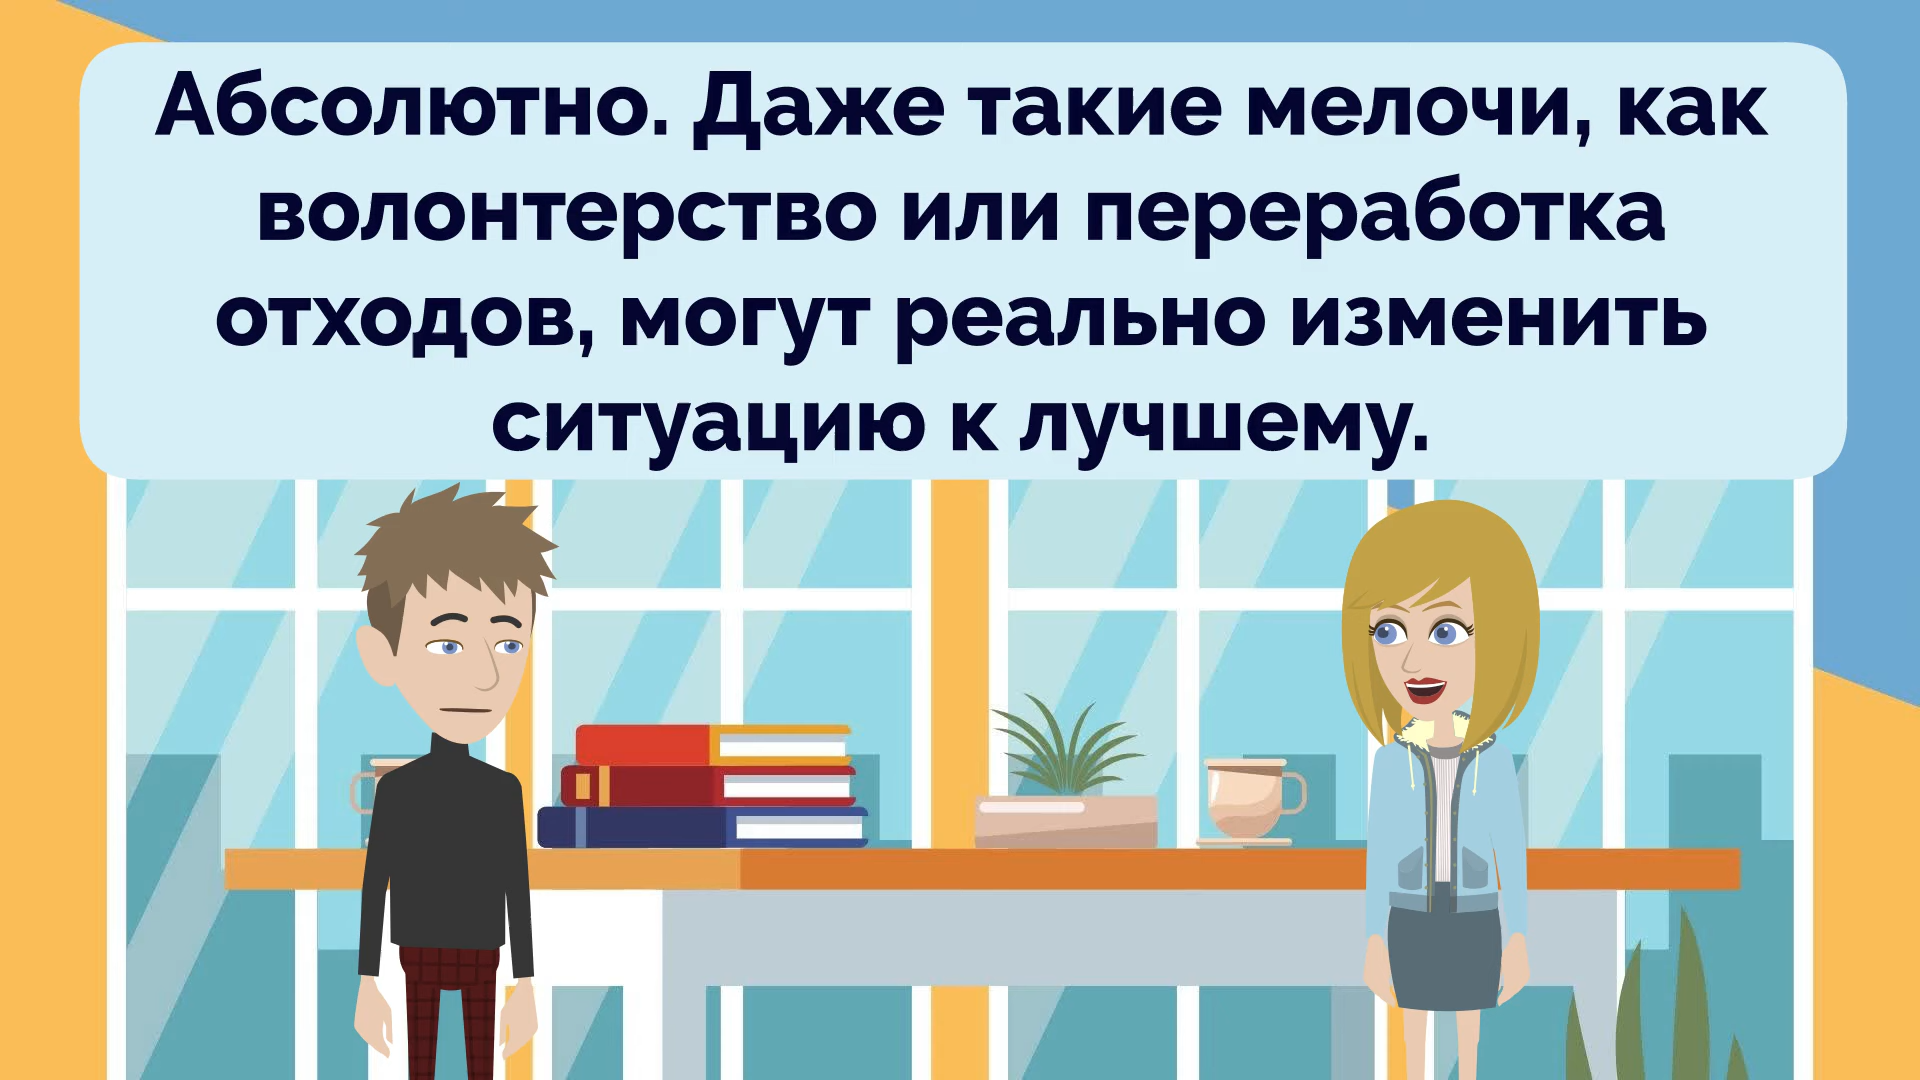 Абсолютно. Даже такие мелочи, как
волонтерство или переработка
отходов, могут реально изменить
ситуацию к лучшему.